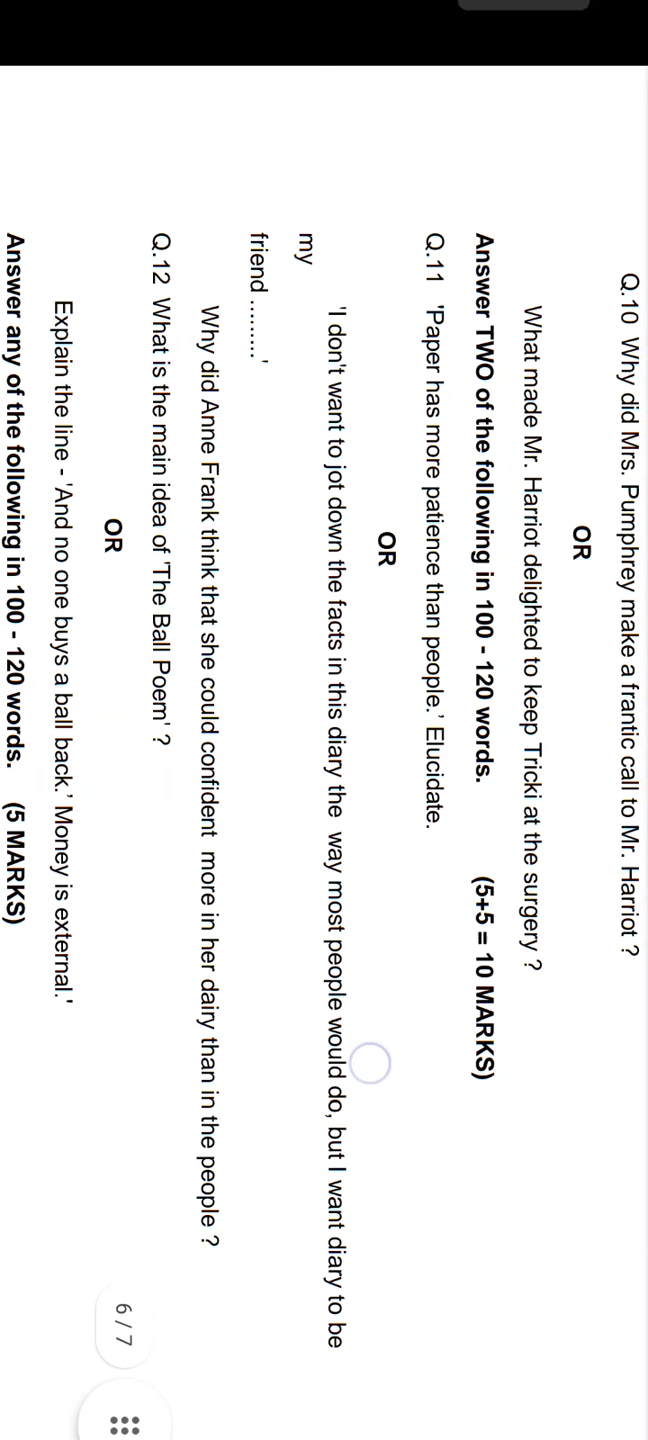 Q.10 Why did Mrs. Pumphrey make a frantic call to Mr. Harriot ?
OR
What made Mr. Harriot delighted to keep Tricki at the surgery ?
Answer TWO of the following in 100 - 120 words. (5+5 = 10 MARKS)
Q.11 'Paper has more patience than people.' Elucidate.
OR
'I don't want to jot down the facts in this diary the way most people would do, but I want diary to be
my
friend .......... '
Why did Anne Frank think that she could confident more in her dairy than in the people ?
Q.12 What is the main idea of 'The Ball Poem' ?
OR
Explain the line - 'And no one buys a ball back.' Money is external.'
Answer any of the following in 100 - 120 words. (5 MARKS)
6 / 7